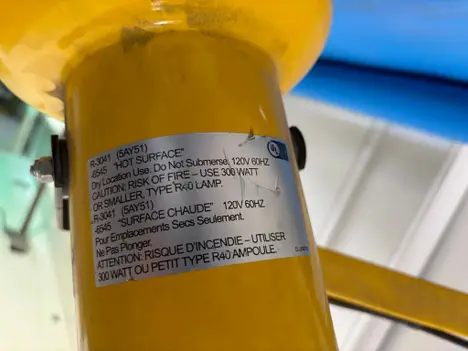 R-3041 (5AY51)
-6545 "HOT SURFACE"
Dry Location Use. Do Not Submerse. 120V 60HZ
CAUTION: RISK OF FIRE – USE 300 WATT
OR SMALLER, TYPE R40 LAMP.
R-3041 (5AY51)
-6545 "SURFACE CHAUDE" 120V 60HZ
Pour Emplacements Secs Seulement.
Ne Pas Plonger.
ATTENTION: RISQUE D'INCENDIE – UTILISER
300 WATT OU PETIT TYPE R40 AMPOULE.